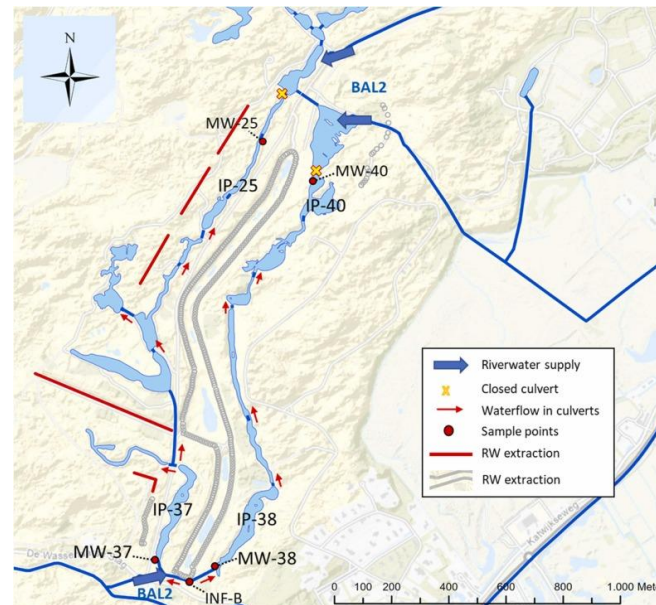 N
BAL2
MW-25
MW-40
IP-25
IP-40
Riverwater supply
Closed culvert
Waterflow in culverts
Sample points
RW extraction
RW extraction
IP-37
IP-38
Katwijkseweg
De Wasse
MW-37
MW-38
BAL2
INF-B
0 100 200 400 600 800 1.000 Mete